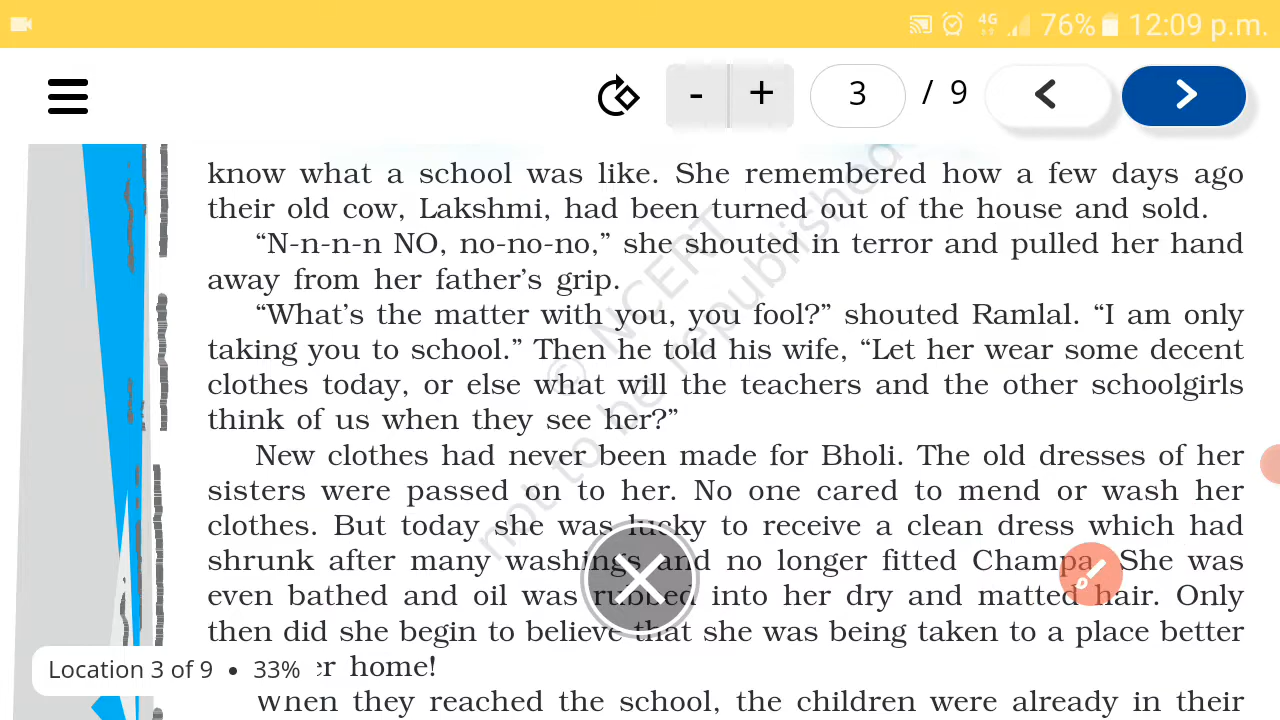 4G 76% 12:09 p.m.
- + 3 / 9
know what a school was like. She remembered how a few days ago
their old cow, Lakshmi, had been turned out of the house and sold.
“N-n-n-n NO, no-no-no,” she shouted in terror and pulled her hand
away from her father’s grip.
“What’s the matter with you, you fool?” shouted Ramlal. “I am only
taking you to school.” Then he told his wife, “Let her wear some decent
clothes today, or else what will the teachers and the other schoolgirls
think of us when they see her?”
New clothes had never been made for Bholi. The old dresses of her
sisters were passed on to her. No one cared to mend or wash her
clothes. But today she was lucky to receive a clean dress which had
shrunk after many washings and no longer fitted Champa. She was
even bathed and oil was rubbed into her dry and matted hair. Only
then did she begin to believe that she was being taken to a place better
er home!
When they reached the school, the children were already in their
Location 3 of 9 • 33%
© NCERT
not to be republished